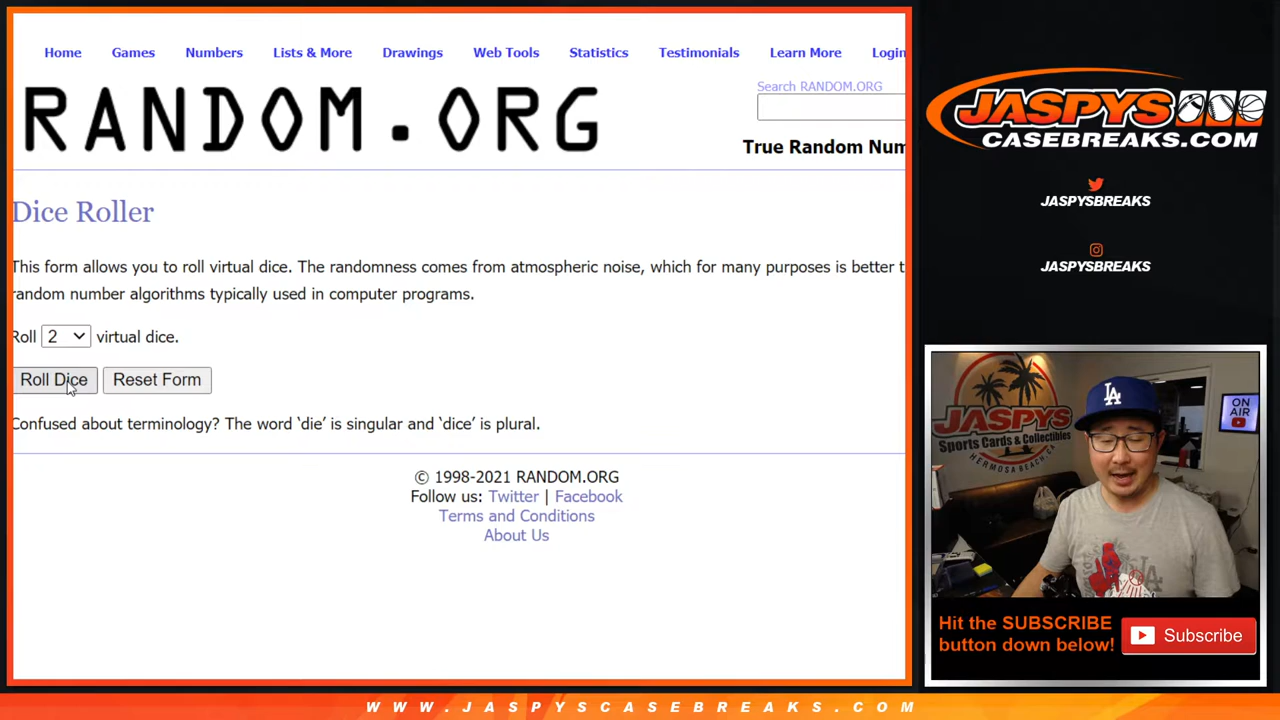 Home Games Numbers Lists & More Drawings Web Tools Statistics Testimonials Learn More Login
Search RANDOM.ORG
RANDOM.ORG
True Random Num
Dice Roller
This form allows you to roll virtual dice. The randomness comes from atmospheric noise, which for many purposes is better t
random number algorithms typically used in computer programs.
Roll 2 virtual dice.
Roll Dice Reset Form
Confused about terminology? The word ‘die’ is singular and ‘dice’ is plural.
© 1998-2021 RANDOM.ORG
Follow us: Twitter | Facebook
Terms and Conditions
About Us
JASPYS
CASEBREAKS.COM
JASPYSBREAKS
JASPYSBREAKS
JASPYS
Sports Cards & Collectibles
HERMOSA BEACH, CA
LA
ON
AIR
LA
Hit the SUBSCRIBE
button down below!
Subscribe
WWW.JASPYSCASEBREAKS.COM